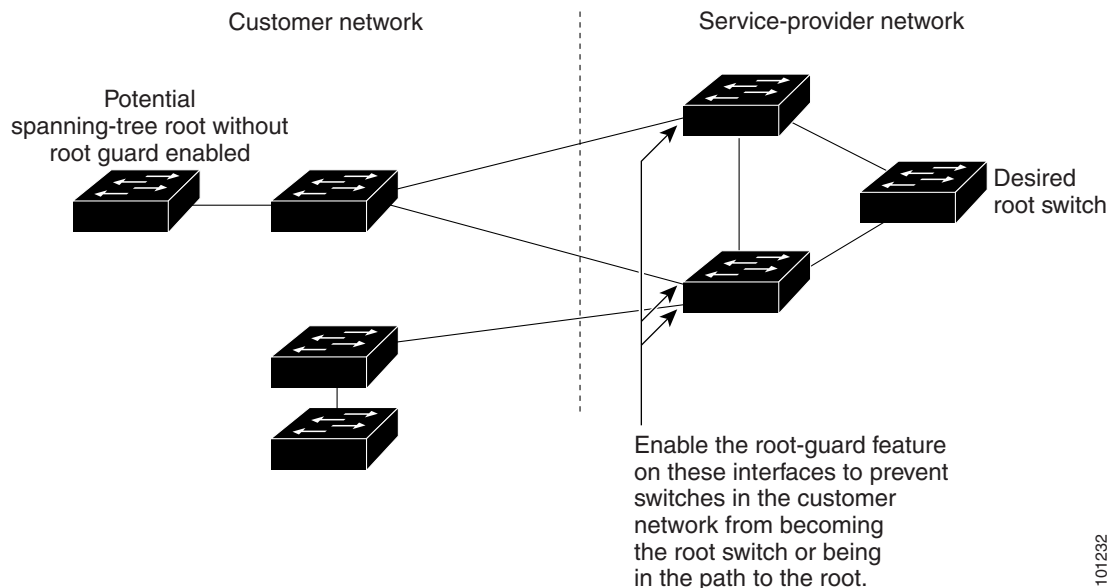 Customer network
Service-provider network
Potential
spanning-tree root without
root guard enabled
Desired
root switch
Enable the root-guard feature
on these interfaces to prevent
switches in the customer
network from becoming
the root switch or being
in the path to the root.
101232